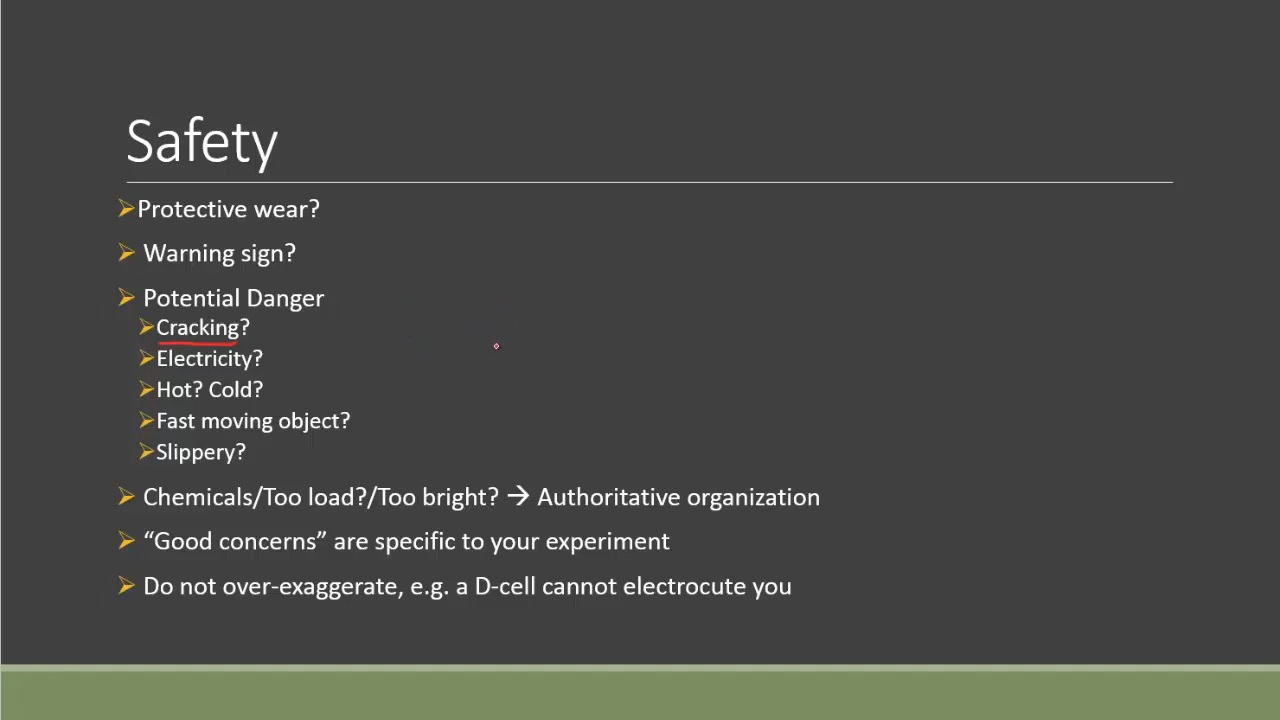 Safety
Protective wear?
Warning sign?
Potential Danger
Cracking?
Electricity?
Hot? Cold?
Fast moving object?
Slippery?
Chemicals/Too load?/Too bright? → Authoritative organization
“Good concerns” are specific to your experiment
Do not over-exaggerate, e.g. a D-cell cannot electrocute you